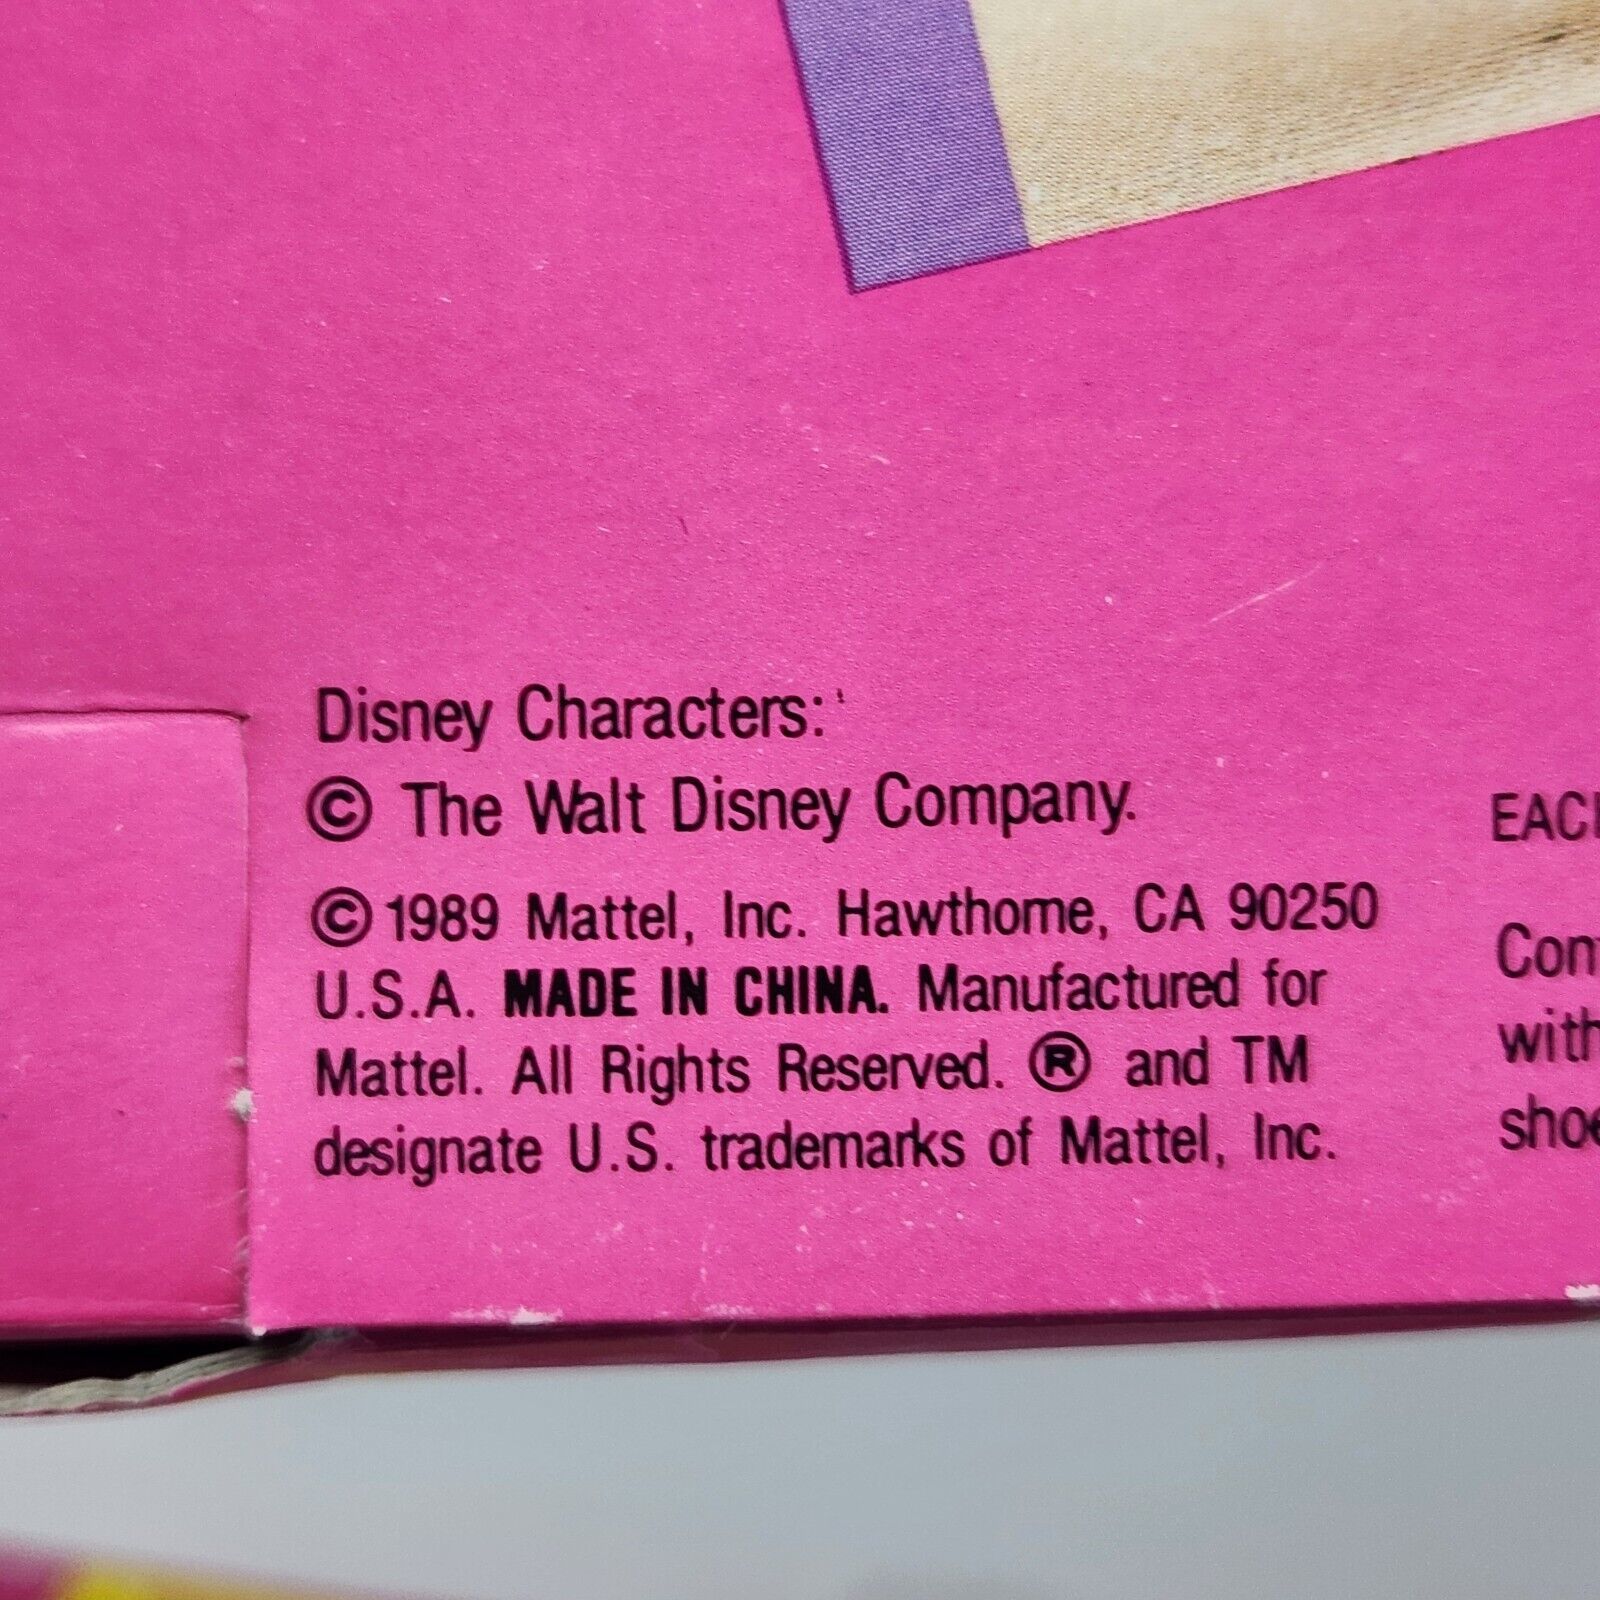 Disney Characters:
© The Walt Disney Company.
© 1989 Mattel, Inc. Hawthorne, CA 90250
U.S.A. MADE IN CHINA. Manufactured for
Mattel. All Rights Reserved. ® and TM
designate U.S. trademarks of Mattel, Inc.